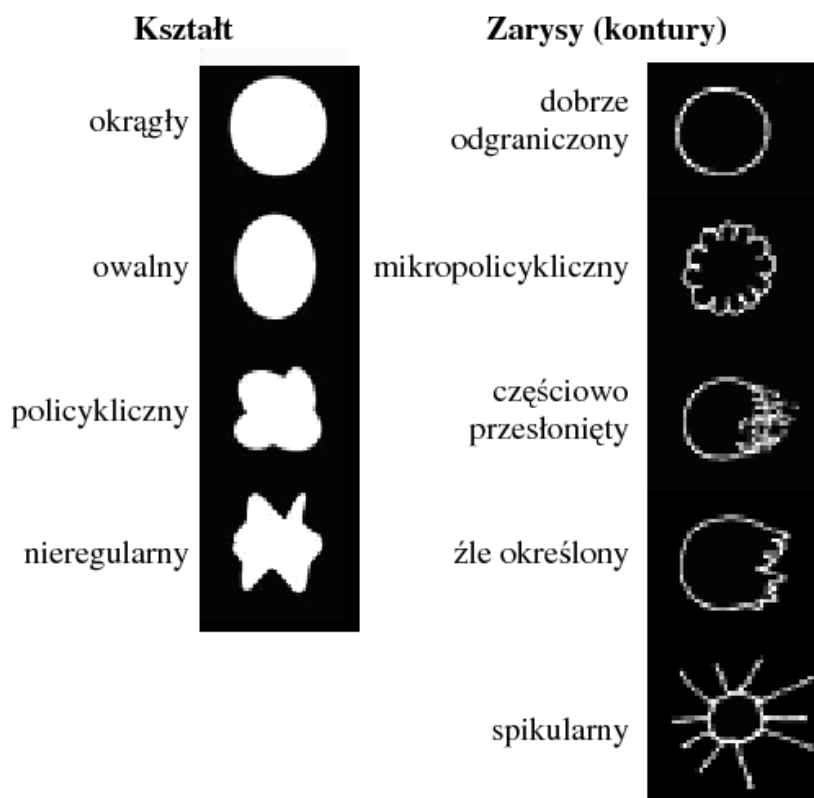 Kształt
okrągły
owalny
policykliczny
nieregularny
Zarysy (kontury)
dobrze
odgraniczony
mikropolicykliczny
częściowo
przesłonięty
źle określony
spikularny